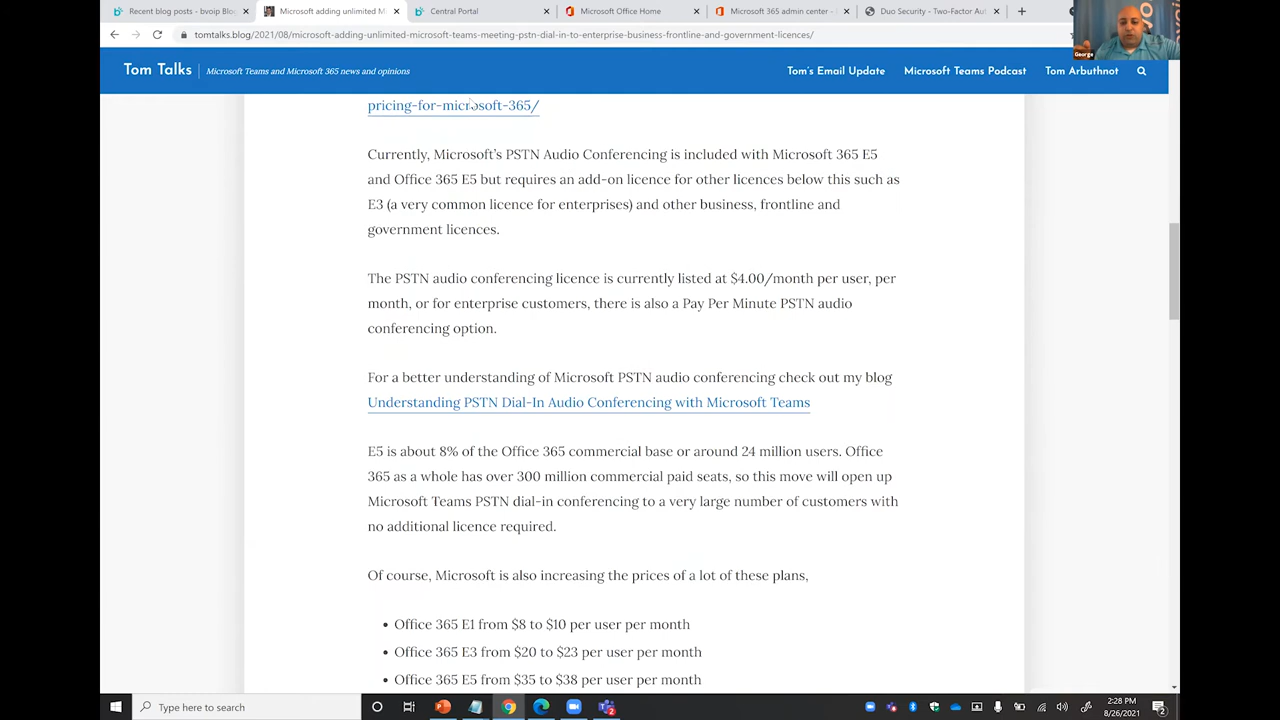 Recent blog posts - bvoip Blo
Microsoft adding unlimited M
Central Portal
Microsoft Office Home
Microsoft 365 admin center -
Duo Security - Two-Factor Aut
tomtalks.blog/2021/08/microsoft-adding-unlimited-microsoft-teams-meeting-pstn-dial-in-to-enterprise-business-frontline-and-government-licences/
George
Tom Talks
Microsoft Teams and Microsoft 365 news and opinions
Tom's Email Update
Microsoft Teams Podcast
Tom Arbuthnot
pricing-for-microsoft-365/
Currently, Microsoft's PSTN Audio Conferencing is included with Microsoft 365 E5
and Office 365 E5 but requires an add-on licence for other licences below this such as
E3 (a very common licence for enterprises) and other business, frontline and
government licences.
The PSTN audio conferencing licence is currently listed at $4.00/month per user, per
month, or for enterprise customers, there is also a Pay Per Minute PSTN audio
conferencing option.
For a better understanding of Microsoft PSTN audio conferencing check out my blog
Understanding PSTN Dial-In Audio Conferencing with Microsoft Teams
E5 is about 8% of the Office 365 commercial base or around 24 million users. Office
365 as a whole has over 300 million commercial paid seats, so this move will open up
Microsoft Teams PSTN dial-in conferencing to a very large number of customers with
no additional licence required.
Of course, Microsoft is also increasing the prices of a lot of these plans,
• Office 365 E1 from $8 to $10 per user per month
• Office 365 E3 from $20 to $23 per user per month
• Office 365 E5 from $35 to $38 per user per month
Type here to search
2:28 PM
8/26/2021